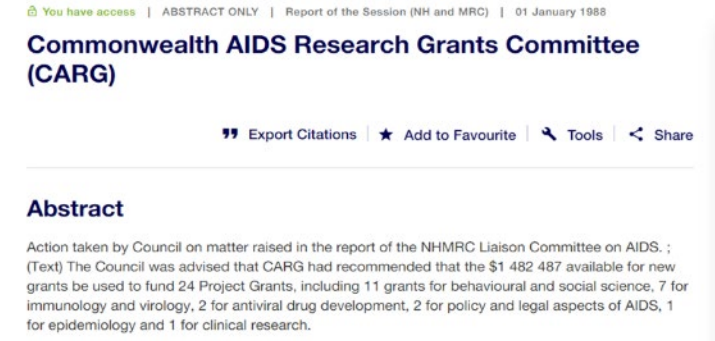 You have access | ABSTRACT ONLY | Report of the Session (NH and MRC) | 01 January 1988
Commonwealth AIDS Research Grants Committee
(CARG)
Export Citations | Add to Favourite | Tools | Share
Abstract
Action taken by Council on matter raised in the report of the NHMRC Liaison Committee on AIDS. ;
(Text) The Council was advised that CARG had recommended that the $1 482 487 available for new
grants be used to fund 24 Project Grants, including 11 grants for behavioural and social science, 7 for
immunology and virology, 2 for antiviral drug development, 2 for policy and legal aspects of AIDS, 1
for epidemiology and 1 for clinical research.